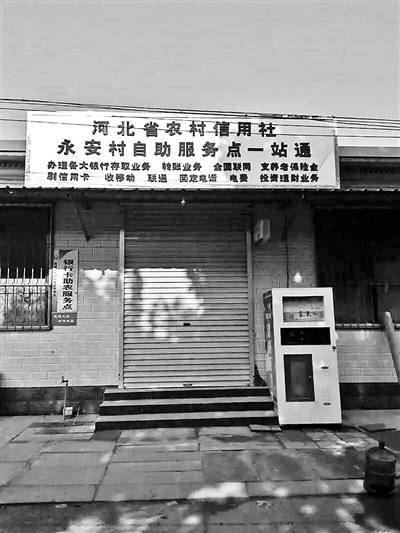 河北省农村信用社
永安村自助服务点一站通
办理各大银行存取业务 转账业务 全国联网 支养老保险金
刷信用卡 收移动 联通 固定电话 电费 投资理财业务
银行卡助农服务点